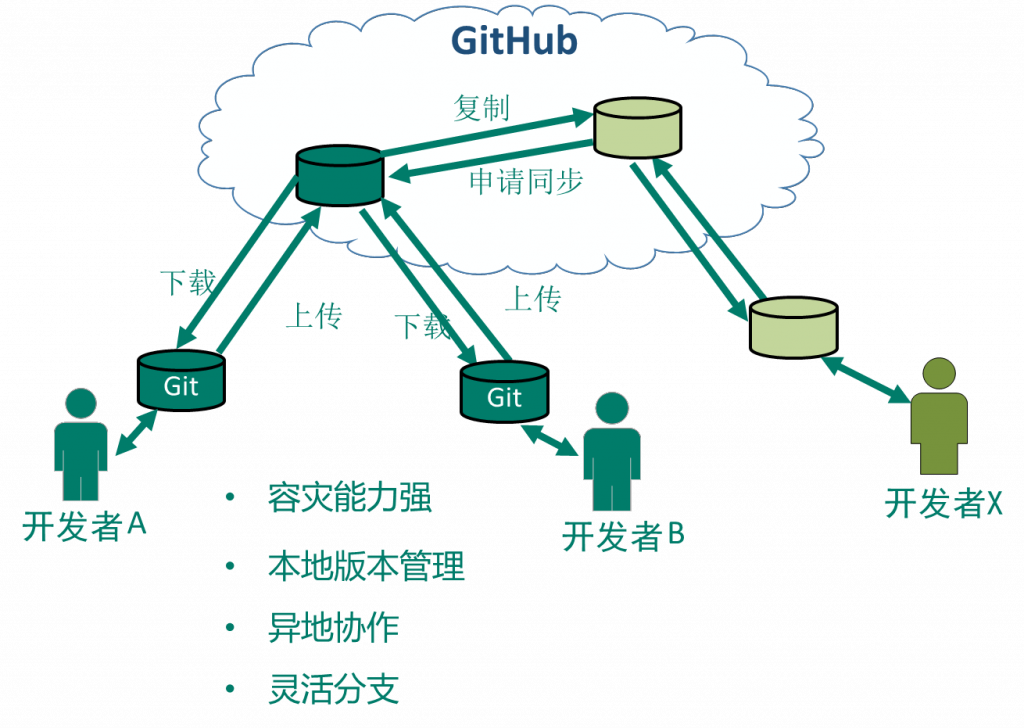 GitHub
复制
申请同步
下载
上传
下载
上传
Git
Git
开发者A
开发者B
开发者X
• 容灾能力强
• 本地版本管理
• 异地协作
• 灵活分支